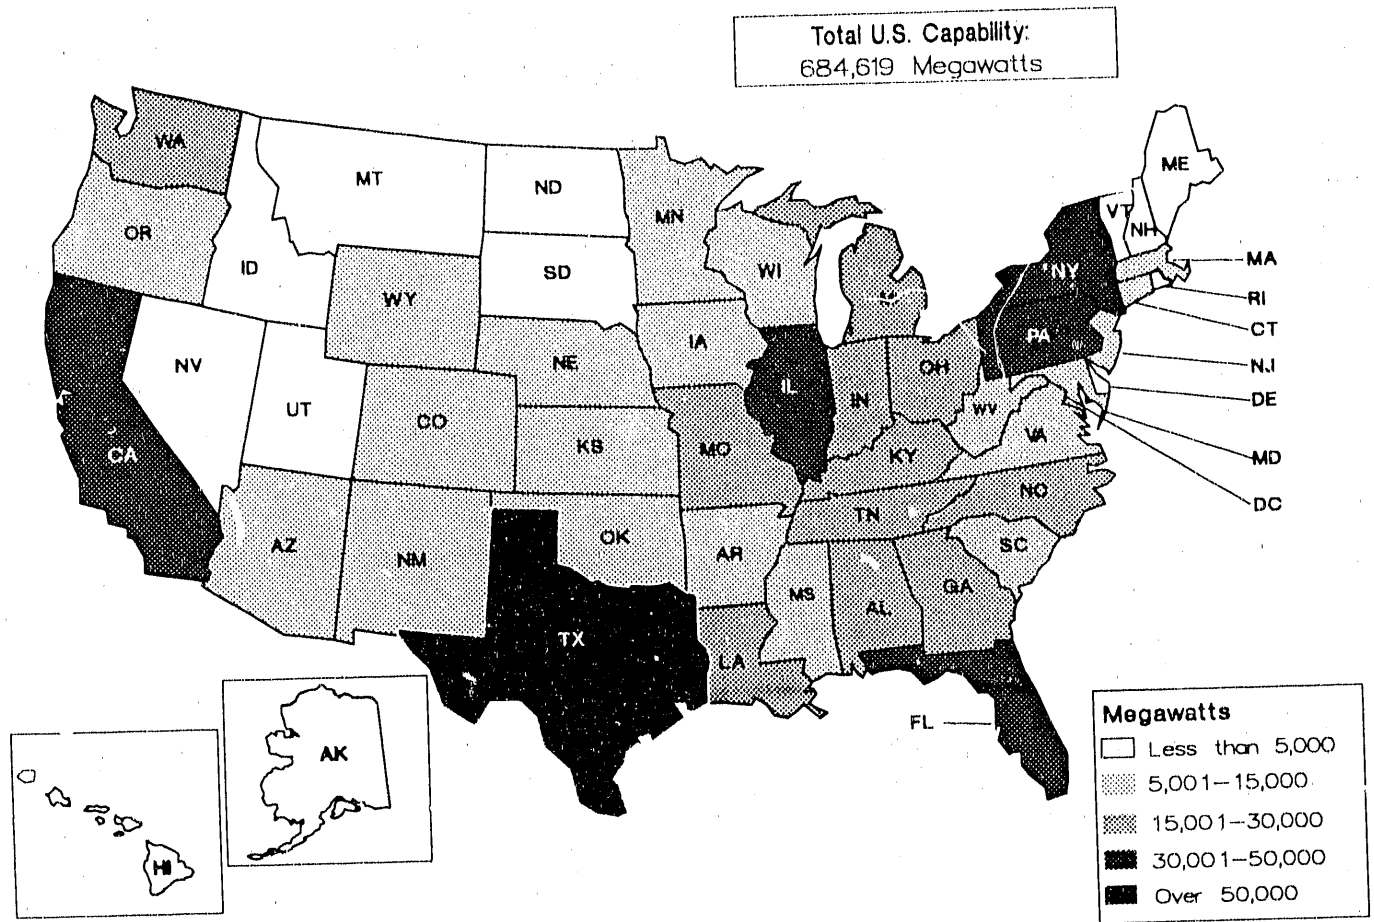 Total U.S. Capability:
684,619 Megawatts
WA
MT
ND
MN
ME
VT
NH
OR
ID
SD
WI
NY
MA
WY
RI
CT
IA
PA
NV
NE
OH
N.I
UT
IL
IN
DE
CO
WV
CA
KS
MO
KY
VA
MD
NC
DC
TN
AZ
NM
OK
AR
SC
MS
AL
GA
TX
LA
FL
AK
HI
Megawatts
Less than 5,000
5,001-15,000
15,001-30,000
30,001-50,000
Over 50,000